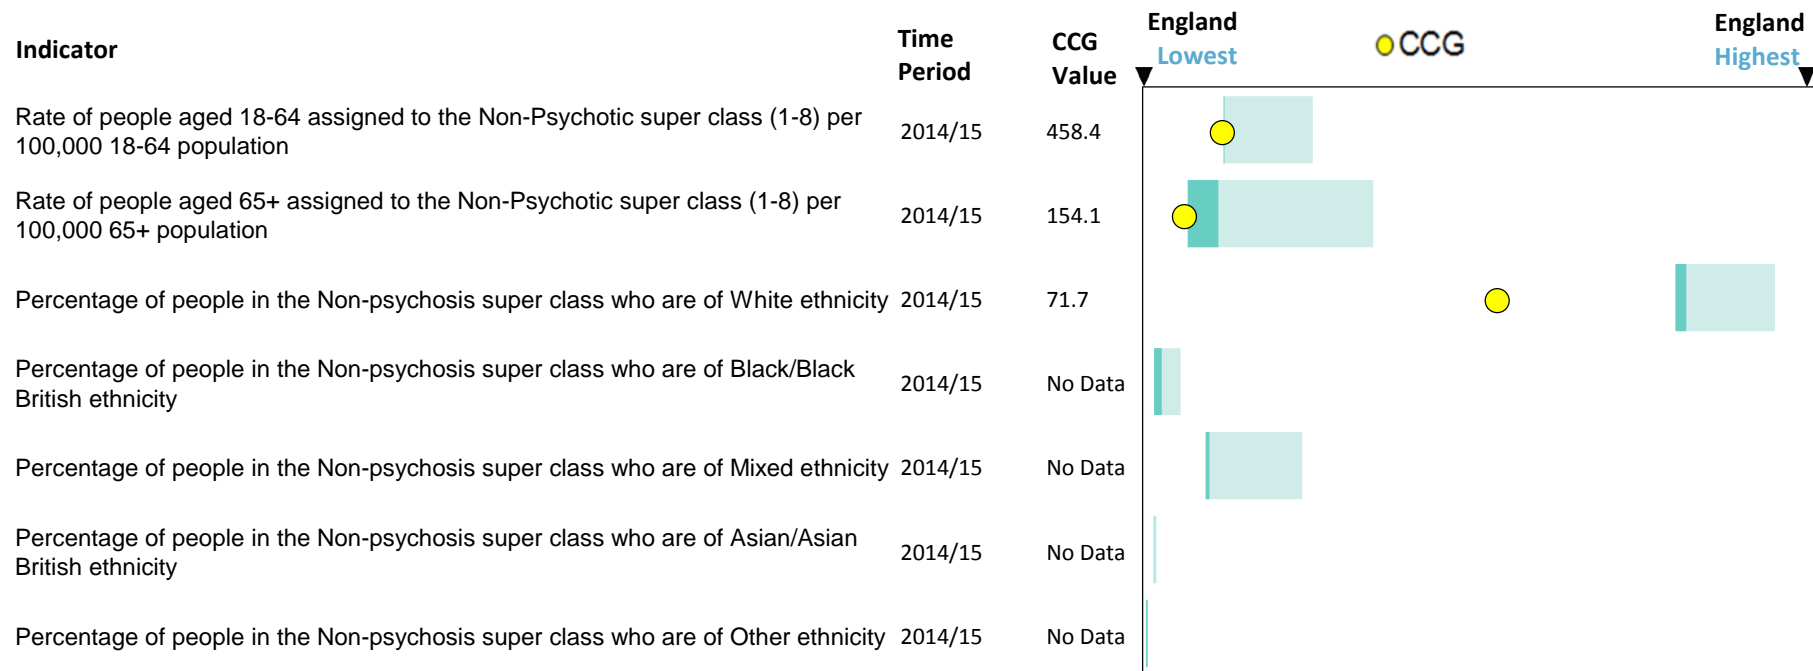 Indicator
Time
Period
CCG
Value
England
Lowest
CCG
England
Highest
Rate of people aged 18-64 assigned to the Non-Psychotic super class (1-8) per
100,000 18-64 population
2014/15
458.4
Rate of people aged 65+ assigned to the Non-Psychotic super class (1-8) per
100,000 65+ population
2014/15
154.1
Percentage of people in the Non-psychosis super class who are of White ethnicity
2014/15
71.7
Percentage of people in the Non-psychosis super class who are of Black/Black
British ethnicity
2014/15
No Data
Percentage of people in the Non-psychosis super class who are of Mixed ethnicity
2014/15
No Data
Percentage of people in the Non-psychosis super class who are of Asian/Asian
British ethnicity
2014/15
No Data
Percentage of people in the Non-psychosis super class who are of Other ethnicity
2014/15
No Data